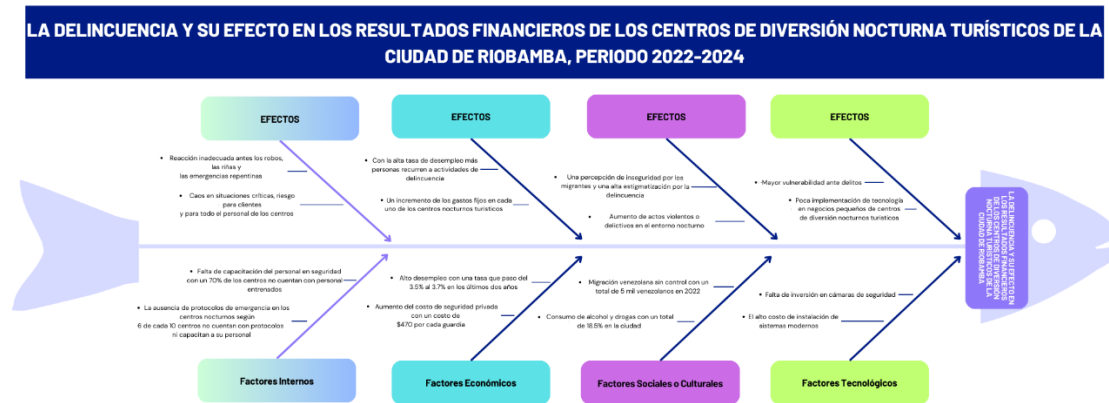 LA DELINCUENCIA Y SU EFECTO EN LOS RESULTADOS FINANCIEROS DE LOS CENTROS DE DIVERSIÓN NOCTURNA TURÍSTICOS DE LA
CIUDAD DE RIOBAMBA, PERIODO 2022-2024
EFECTOS
EFECTOS
EFECTOS
EFECTOS
• Reacción inadecuada antes los robos,
las riñas y
las emergencias repentinas
• Caos en situaciones críticas, riesgo
para clientes
y para todo el personal de los centros
• Con la alta tasa de desempleo más
personas recurren a actividades de
delincuencia
• Un incremento de los gastos fijos en cada
uno de los centros nocturnos turísticos
• Una percepción de inseguridad por los
migrantes y una alta estigmatización por la
delincuencia
• Aumento de actos violentos o
delictivos en el entorno nocturno
• -Mayor vulnerabilidad ante delitos
• Poca implementación de tecnología
en negocios pequeños de centros
de diversión nocturnos turísticos
LA DELINCUENCIA Y SU EFECTO EN
LOS RESULTADOS FINANCIEROS
DE LOS CENTROS DE DIVERSIÓN
NOCTURNA TURÍSTICOS DE LA
CIUDAD DE RIOBAMBA
• Falta de capacitación del personal en seguridad
con un 70% de los centros no cuentan con personal
entrenados
• La ausencia de protocolos de emergencia en los
centros nocturnos según
6 de cada 10 centros no cuentan con protocolos
ni capacitan a su personal
• Alto desempleo con una tasa que paso del
3.5% al 3.7% en los últimos dos años
• Aumento del costo de seguridad privada con
un costo de
$470 por cada guardia
• Migración venezolana sin control con un
total de 5 mil venezolanos en 2022
• Consumo de alcohol y drogas con un total
de 18.5% en la ciudad
• Falta de inversión en cámaras de seguridad
• El alto costo de instalación de
sistemas modernos
Factores Internos
Factores Económicos
Factores Sociales o Culturales
Factores Tecnológicos